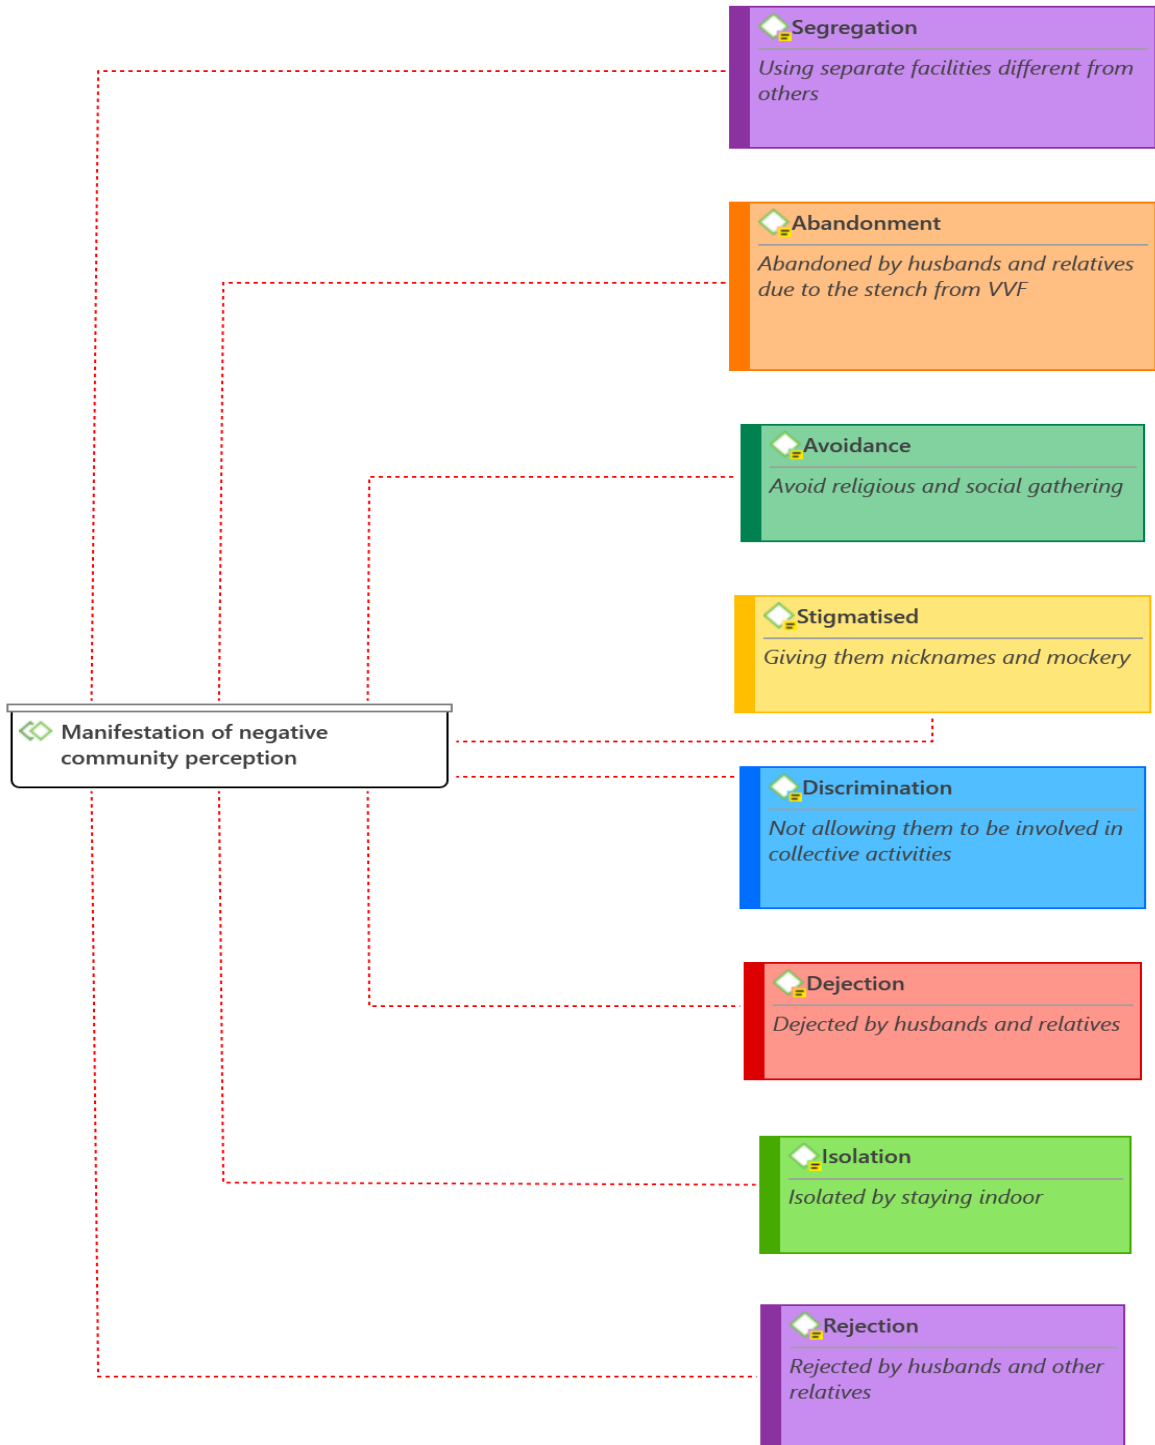 Segregation
Using separate facilities different from
others
Abandonment
Abandoned by husbands and relatives
due to the stench from VVF
Avoidance
Avoid religious and social gathering
Stigmatised
Giving them nicknames and mockery
Manifestation of negative
community perception
Discrimination
Not allowing them to be involved in
collective activities
Dejection
Dejected by husbands and relatives
Isolation
Isolated by staying indoor
Rejection
Rejected by husbands and other
relatives